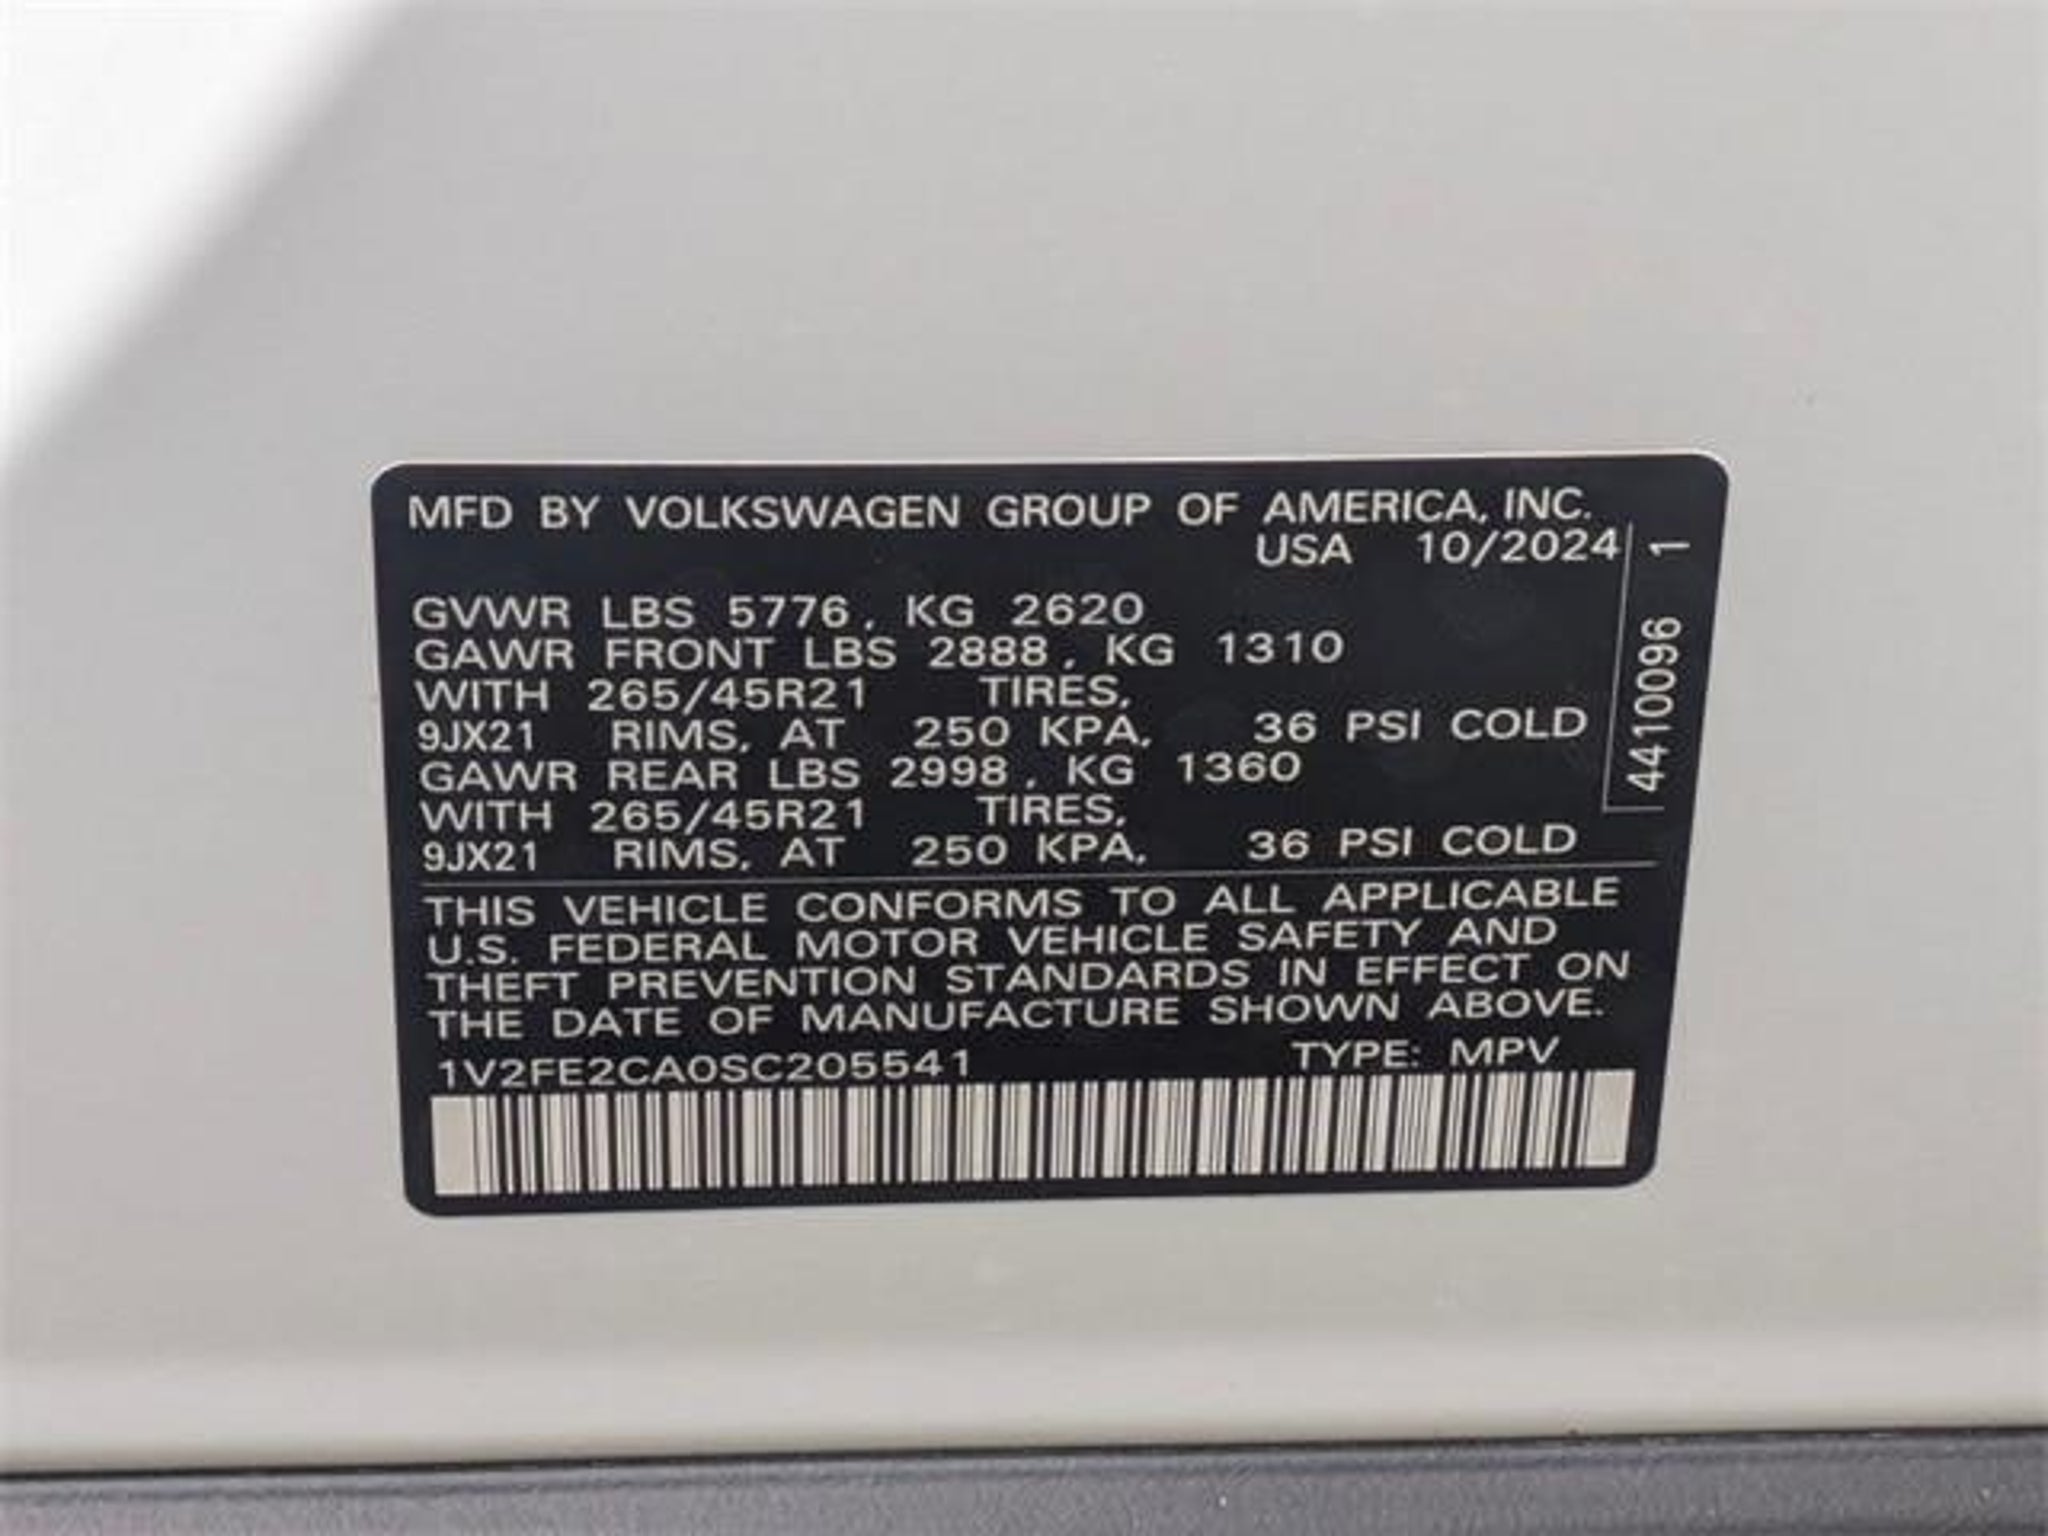 MFD BY VOLKSWAGEN GROUP OF AMERICA, INC.
USA 10/2024
GVWR LBS 5776, KG 2620
GAWR FRONT LBS 2888, KG 1310
WITH 265/45R21 TIRES,
9JX21 RIMS, AT 250 KPA, 36 PSI COLD
GAWR REAR LBS 2998, KG 1360
WITH 265/45R21 TIRES,
9JX21 RIMS, AT 250 KPA, 36 PSI COLD
4410096 1
THIS VEHICLE CONFORMS TO ALL APPLICABLE
U.S. FEDERAL MOTOR VEHICLE SAFETY AND
THEFT PREVENTION STANDARDS IN EFFECT ON
THE DATE OF MANUFACTURE SHOWN ABOVE.
1V2FE2CA0SC205541 TYPE: MPV